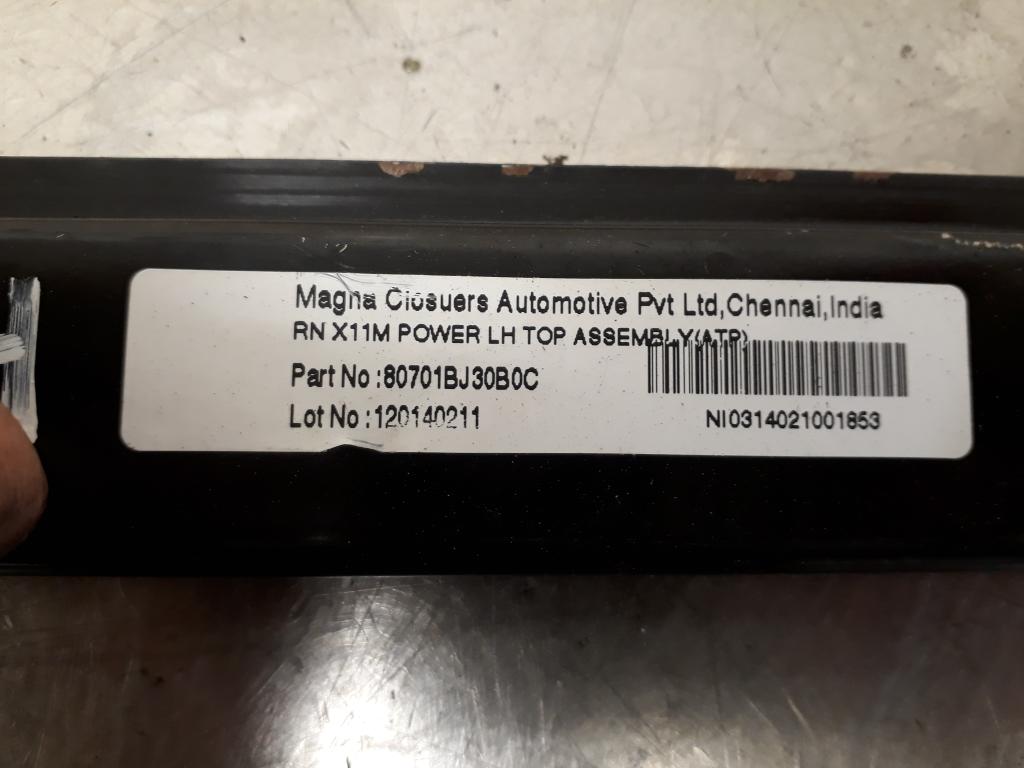 Magna Closuers Automotive Pvt Ltd,Chennai,India
RN X11M POWER LH TOP ASSEMBLY(ATP)
Part No :80701BJ30B0C
Lot No :120140211
NI0314021001853